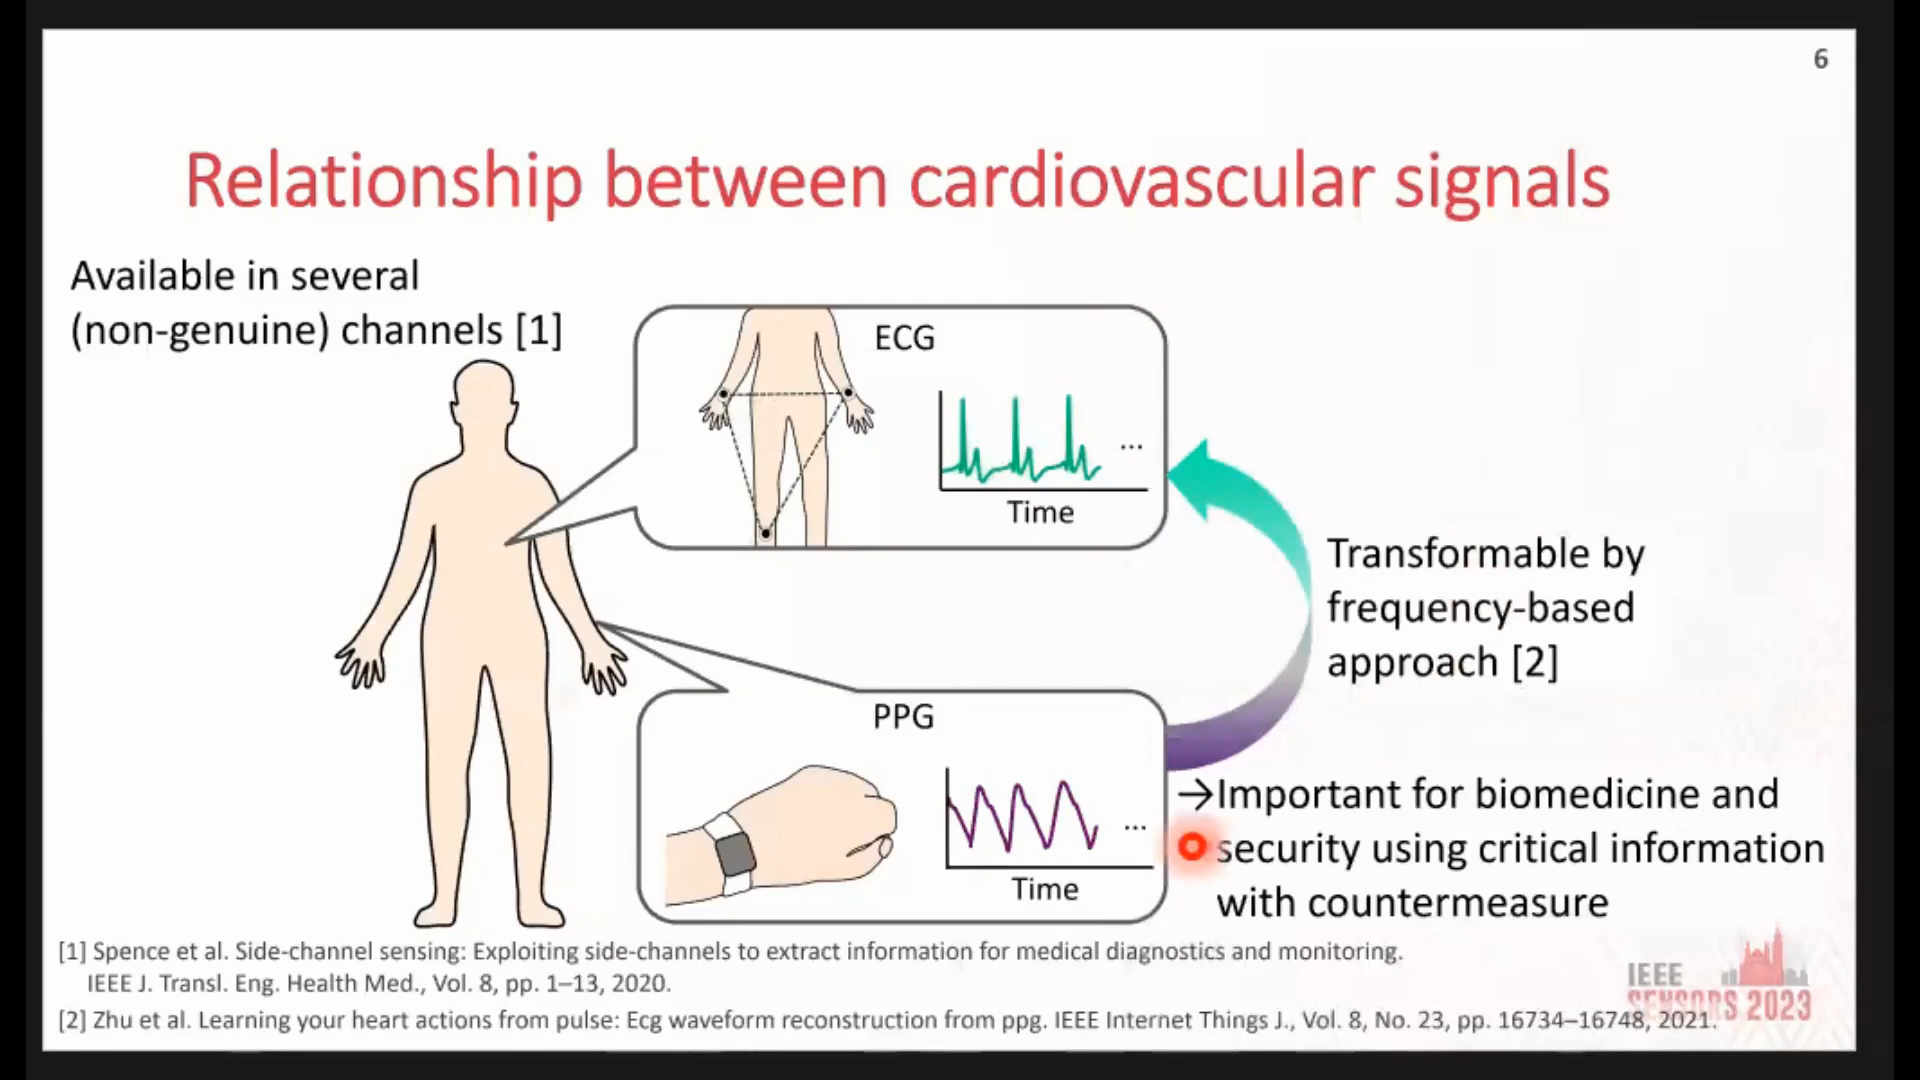 6
Relationship between cardiovascular signals
Available in several
(non-genuine) channels [1]
ECG
...
Time
Transformable by
frequency-based
approach [2]
PPG
...
Time
→Important for biomedicine and
security using critical information
with countermeasure
[1] Spence et al. Side-channel sensing: Exploiting side-channels to extract information for medical diagnostics and monitoring.
IEEE J. Transl. Eng. Health Med., Vol. 8, pp. 1–13, 2020.
[2] Zhu et al. Learning your heart actions from pulse: Ecg waveform reconstruction from ppg. IEEE Internet Things J., Vol. 8, No. 23, pp. 16734–16748, 2021.
IEEE
SENSORS 2023